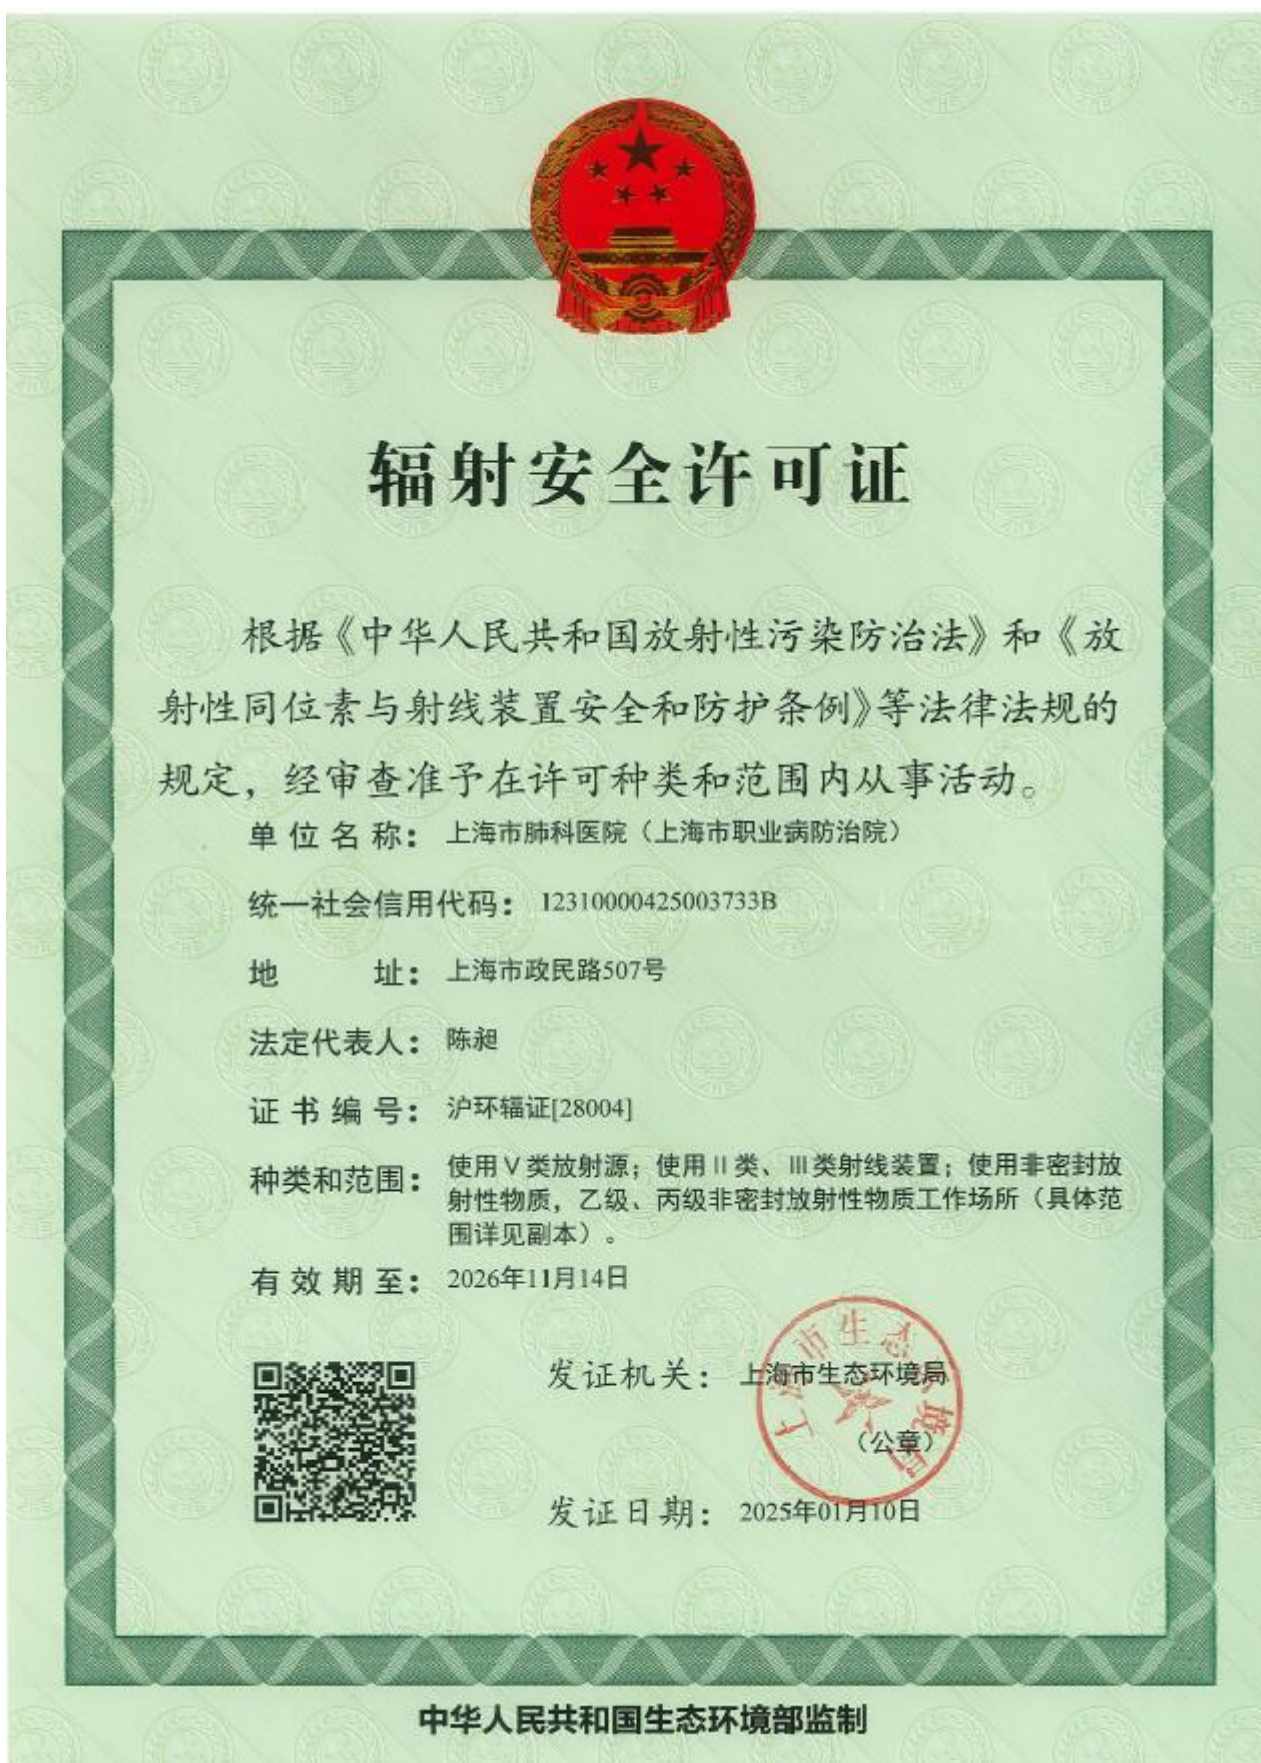 辐射安全许可证
根据《中华人民共和国放射性污染防治法》和《放
射性同位素与射线装置安全和防护条例》等法律法规的
规定，经审查准予在许可种类和范围内从事活动。
单位名称：上海市肺科医院（上海市职业病防治院）
统一社会信用代码：12310000425003733B
地址：上海市政民路507号
法定代表人：陈昶
证书编号：沪环辐证[28004]
种类和范围：使用Ⅴ类放射源；使用Ⅱ类、Ⅲ类射线装置；使用非密封放
射性物质，乙级、丙级非密封放射性物质工作场所（具体范
围详见副本）。
有效期至：2026年11月14日
发证机关：上海市生态环境局
（公章）
上海市生态环境局
发证日期：2025年01月10日
中华人民共和国生态环境部监制